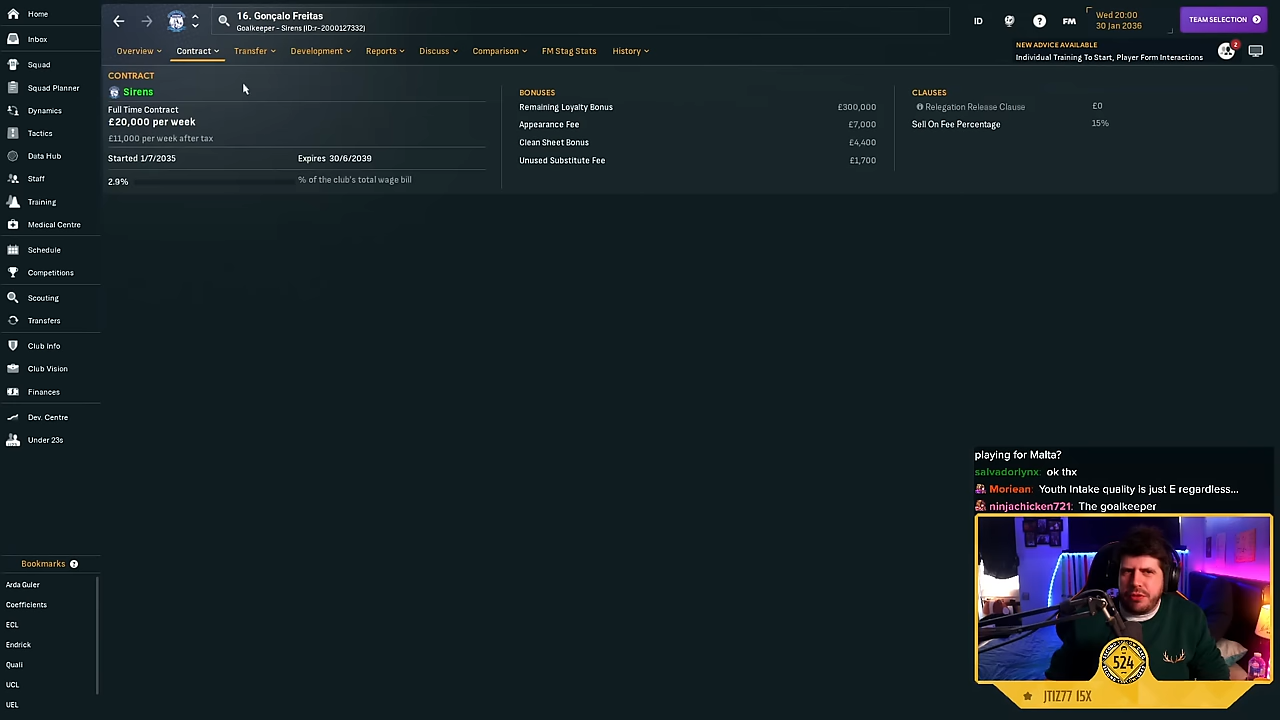 Home
Inbox
Squad
Squad Planner
Dynamics
Tactics
Data Hub
Staff
Training
Medical Centre
Schedule
Competitions
Scouting
Transfers
Club Info
Club Vision
Finances
Dev. Centre
Under 23s
Bookmarks ?
Arda Guler
Coefficients
ECL
Endrick
Quali
UCL
UEL
16. Gonçalo Freitas
Goalkeeper - Sirens (ID:r-2000127332)
ID
?
FM
Wed 20:00
30 Jan 2036
TEAM SELECTION
Overview Contract Transfer Development Reports Discuss Comparison FM Stag Stats History
NEW ADVICE AVAILABLE
Individual Training To Start, Player Form Interactions
2
CONTRACT
Sirens
Full Time Contract
£20,000 per week
£11,000 per week after tax
Started 1/7/2035 Expires 30/6/2039
2.9% % of the club's total wage bill
BONUSES
Remaining Loyalty Bonus £300,000
Appearance Fee £7,000
Clean Sheet Bonus £4,400
Unused Substitute Fee £1,700
CLAUSES
Relegation Release Clause £0
Sell On Fee Percentage 15%
playing for Malta?
salvadorlynx: ok thx
Moriean: Youth Intake quality is just E regardless...
ninjachicken721: The goalkeeper
524
JTIZ77 15X